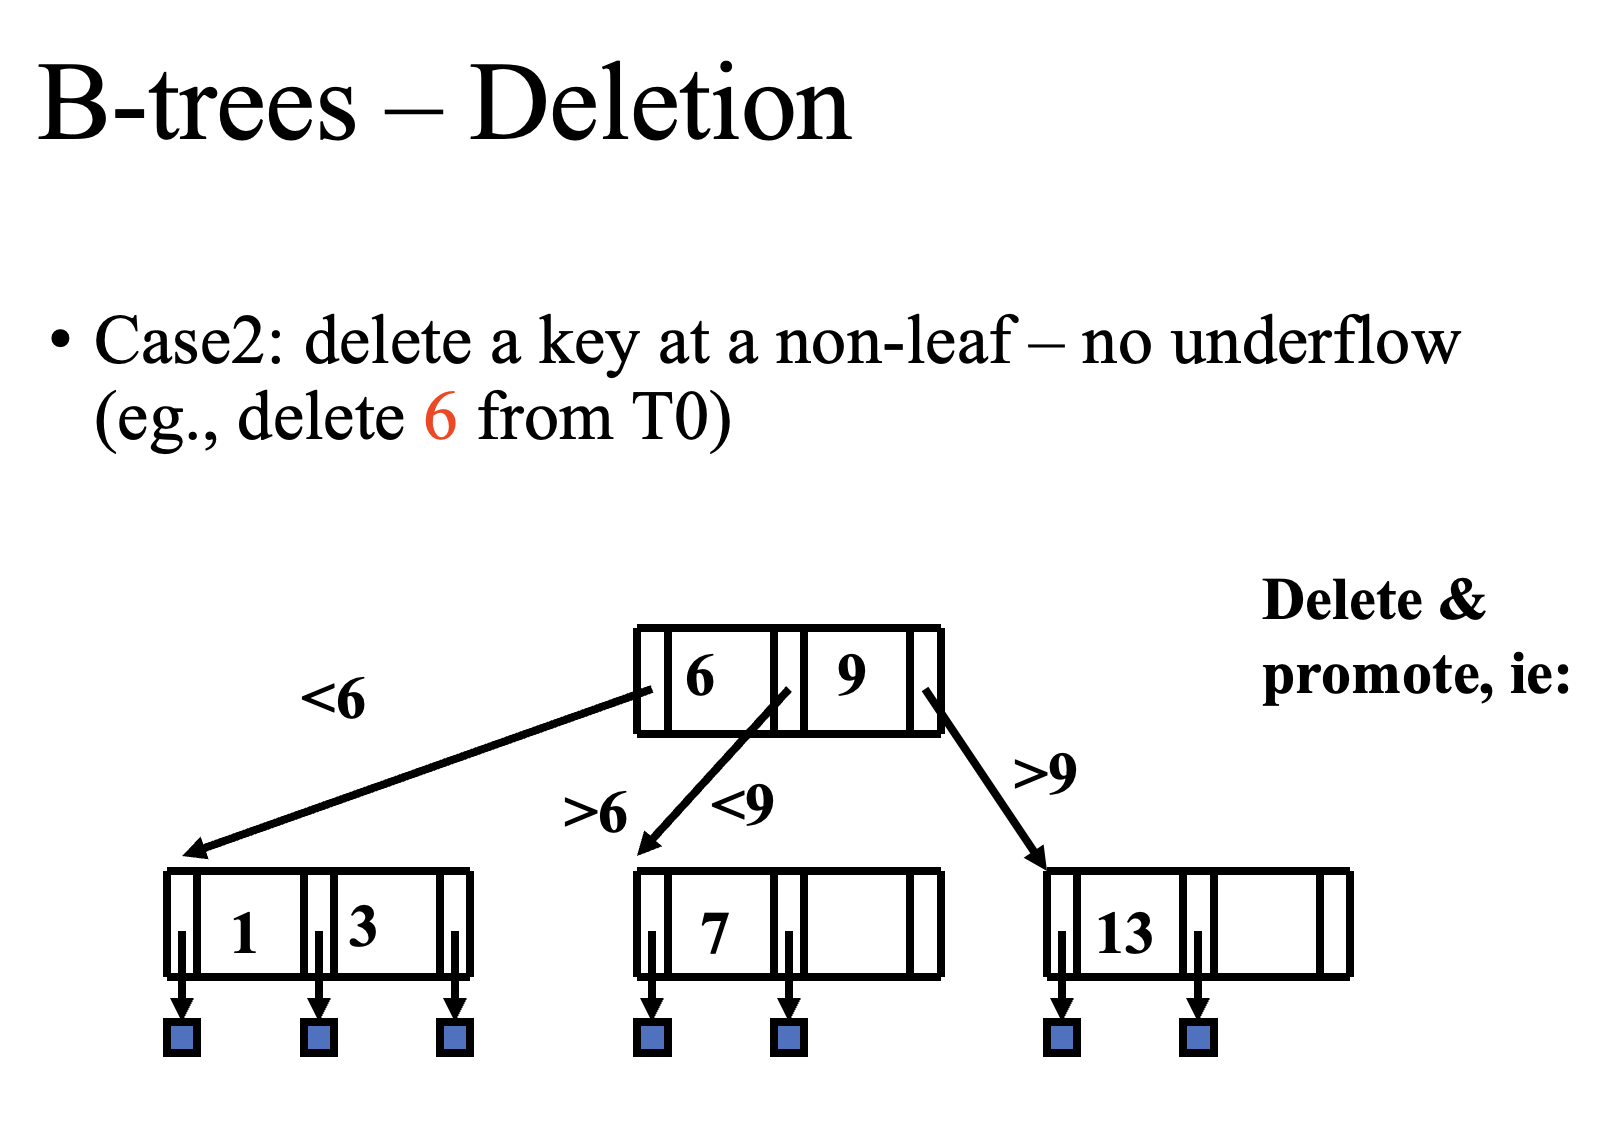 B-trees – Deletion
• Case2: delete a key at a non-leaf – no underflow
(eg., delete 6 from T0)
Delete &
promote, ie:
6 9
<6
>6 <9
>9
1 3
7
13